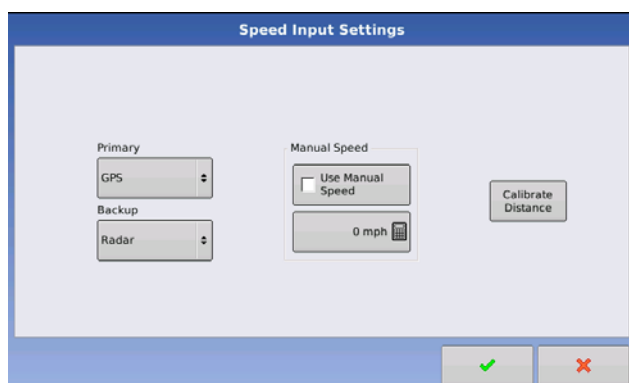 Speed Input Settings
Primary
GPS
Backup
Radar
Manual Speed
Use Manual
Speed
0 mph
Calibrate
Distance